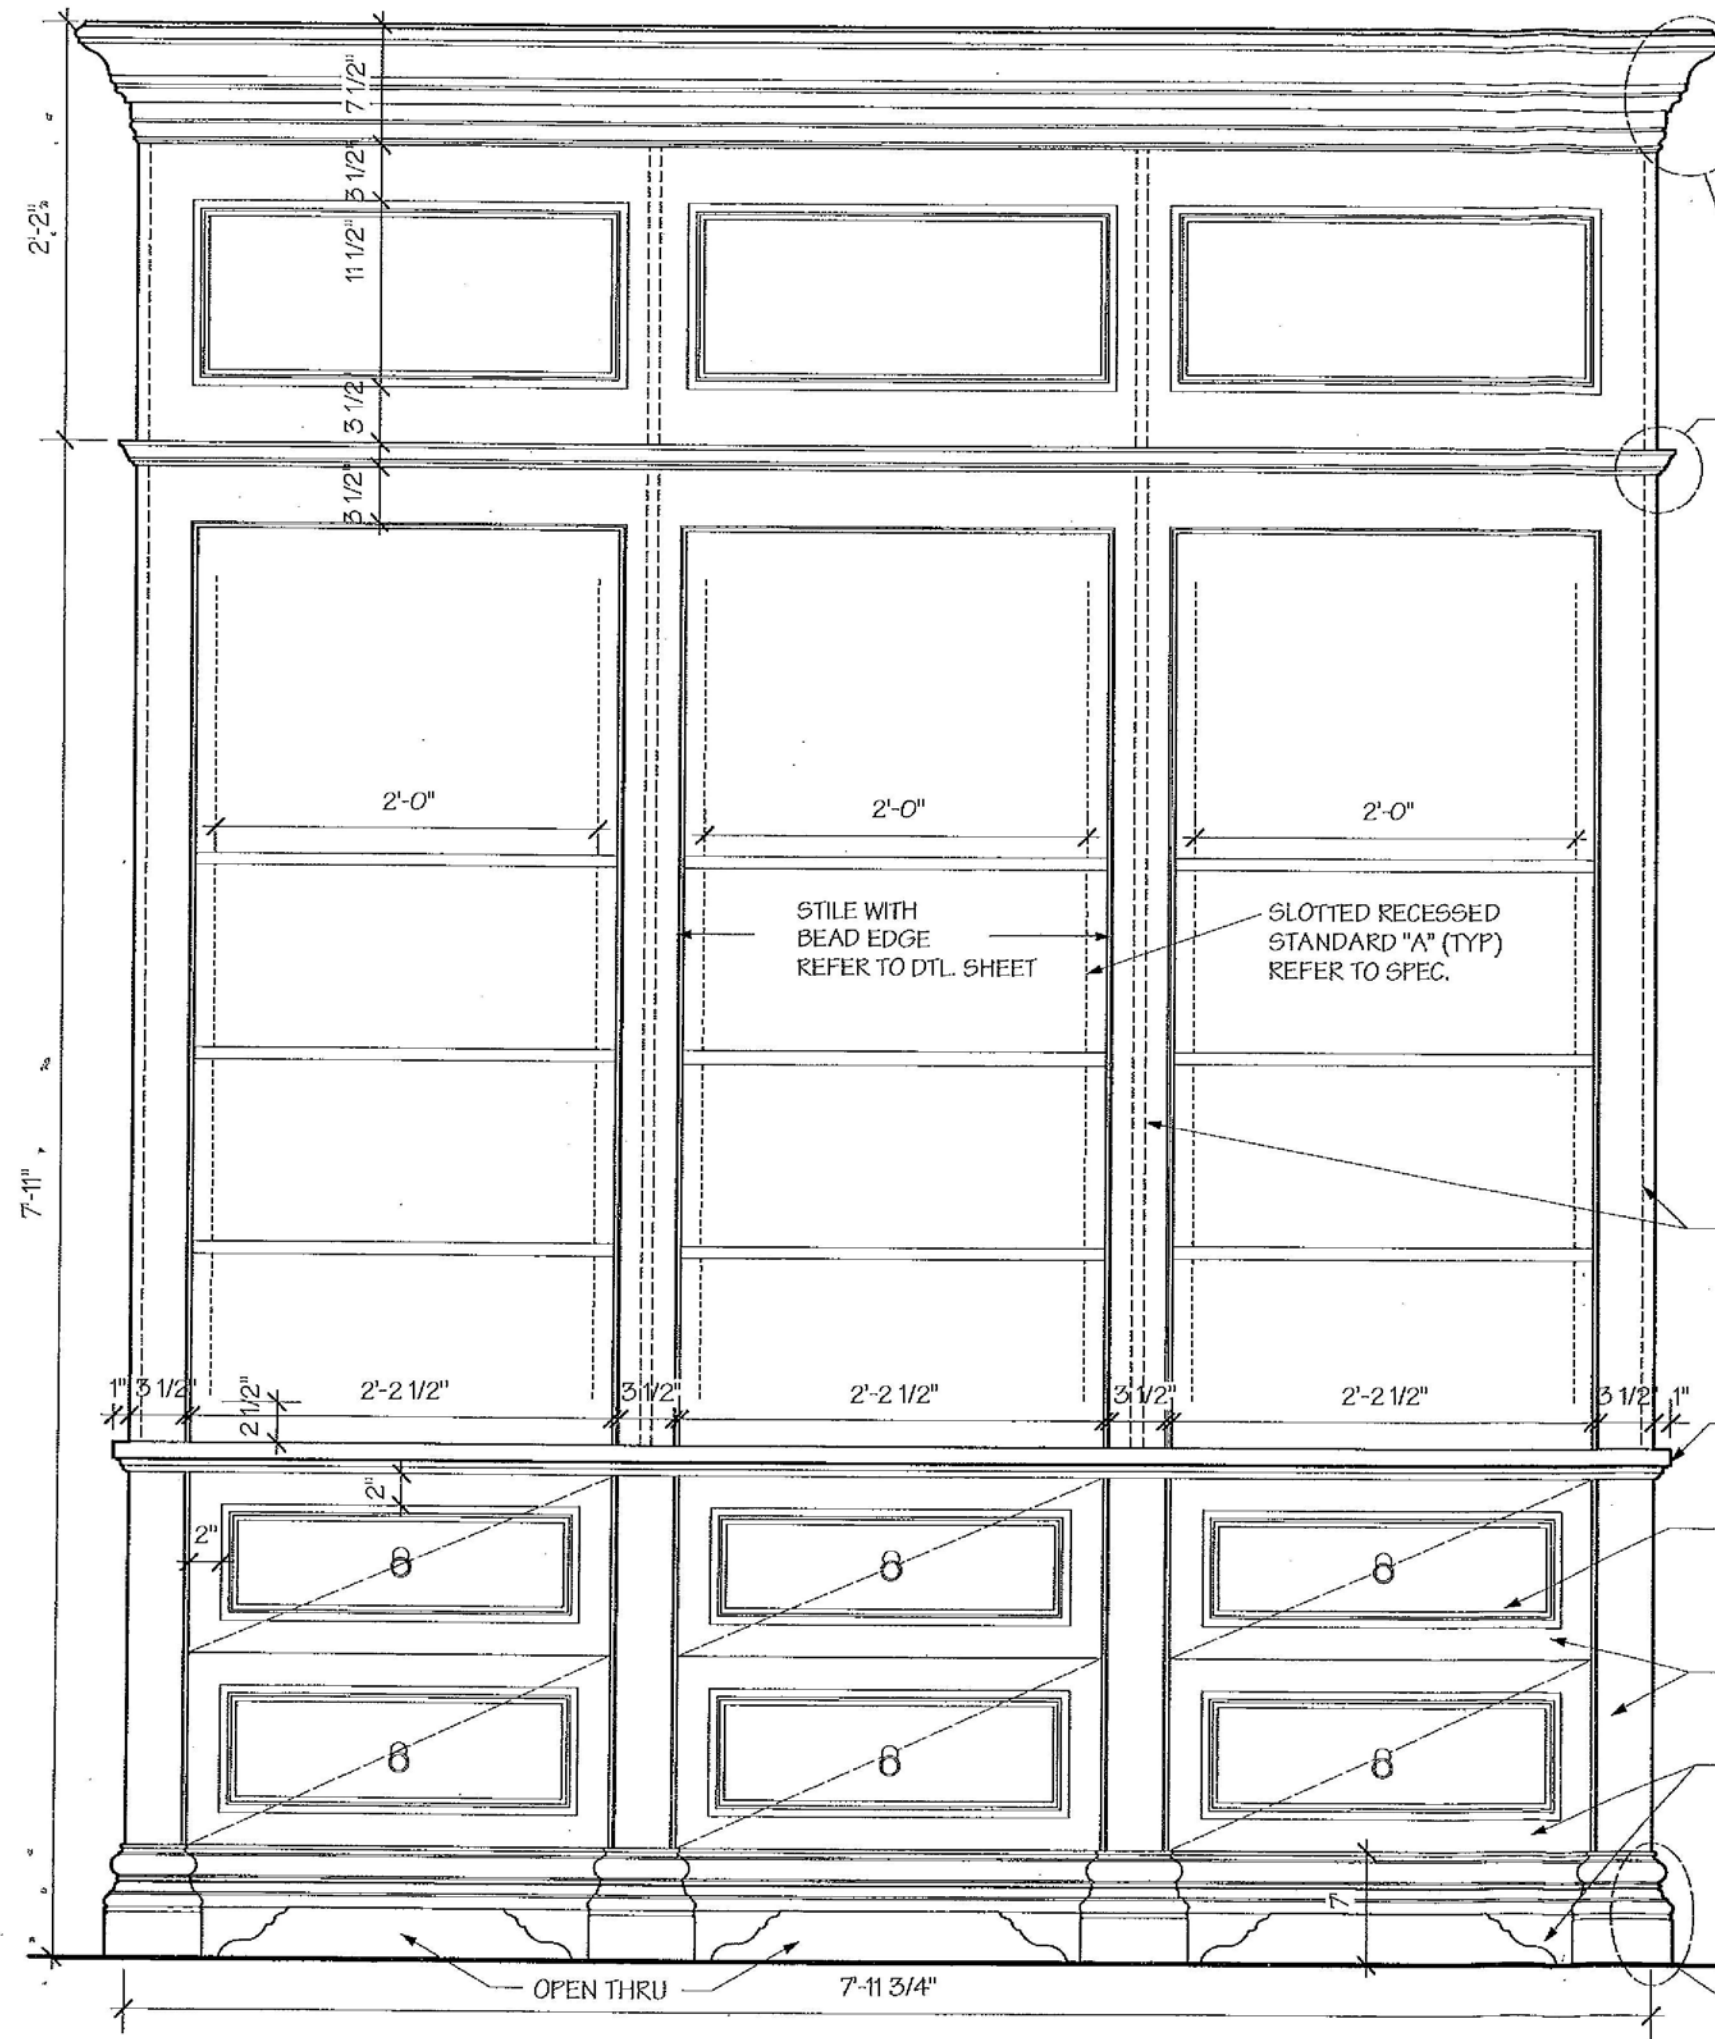 7 1/2"
3 1/2"
2'-2"
11 1/2"
3 1/2
3 1/2"
2'-0"
2'-0"
2'-0"
STILE WITH
BEAD EDGE
REFER TO DTL. SHEET
SLOTTED RECESSED
STANDARD "A" (TYP)
REFER TO SPEC.
7'-11"
1" 3 1/2" 2'-2 1/2" 3 1/2" 2'-2 1/2" 3 1/2" 2'-2 1/2" 3 1/2" 1"
2 1/2"
2"
2"
7"
OPEN THRU
7'-11 3/4"